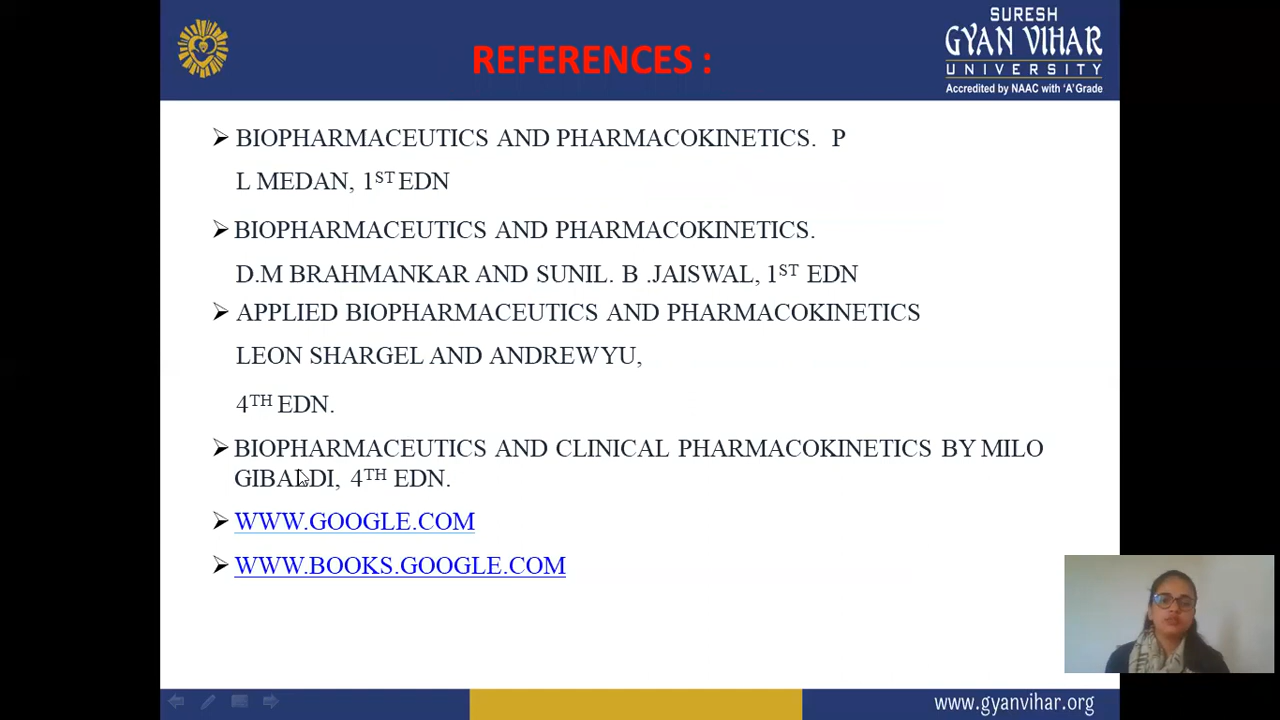 REFERENCES :
SURESH
GYAN VIHAR
UNIVERSITY
Accredited by NAAC with 'A' Grade
➢ BIOPHARMACEUTICS AND PHARMACOKINETICS. P
L MEDAN, 1ST EDN
➢ BIOPHARMACEUTICS AND PHARMACOKINETICS.
D.M BRAHMANKAR AND SUNIL. B .JAISWAL, 1ST EDN
➢ APPLIED BIOPHARMACEUTICS AND PHARMACOKINETICS
LEON SHARGEL AND ANDREWYU,
4TH EDN.
➢ BIOPHARMACEUTICS AND CLINICAL PHARMACOKINETICS BY MILO
GIBALDI, 4TH EDN.
➢ WWW.GOOGLE.COM
➢ WWW.BOOKS.GOOGLE.COM
www.gyanvihar.org